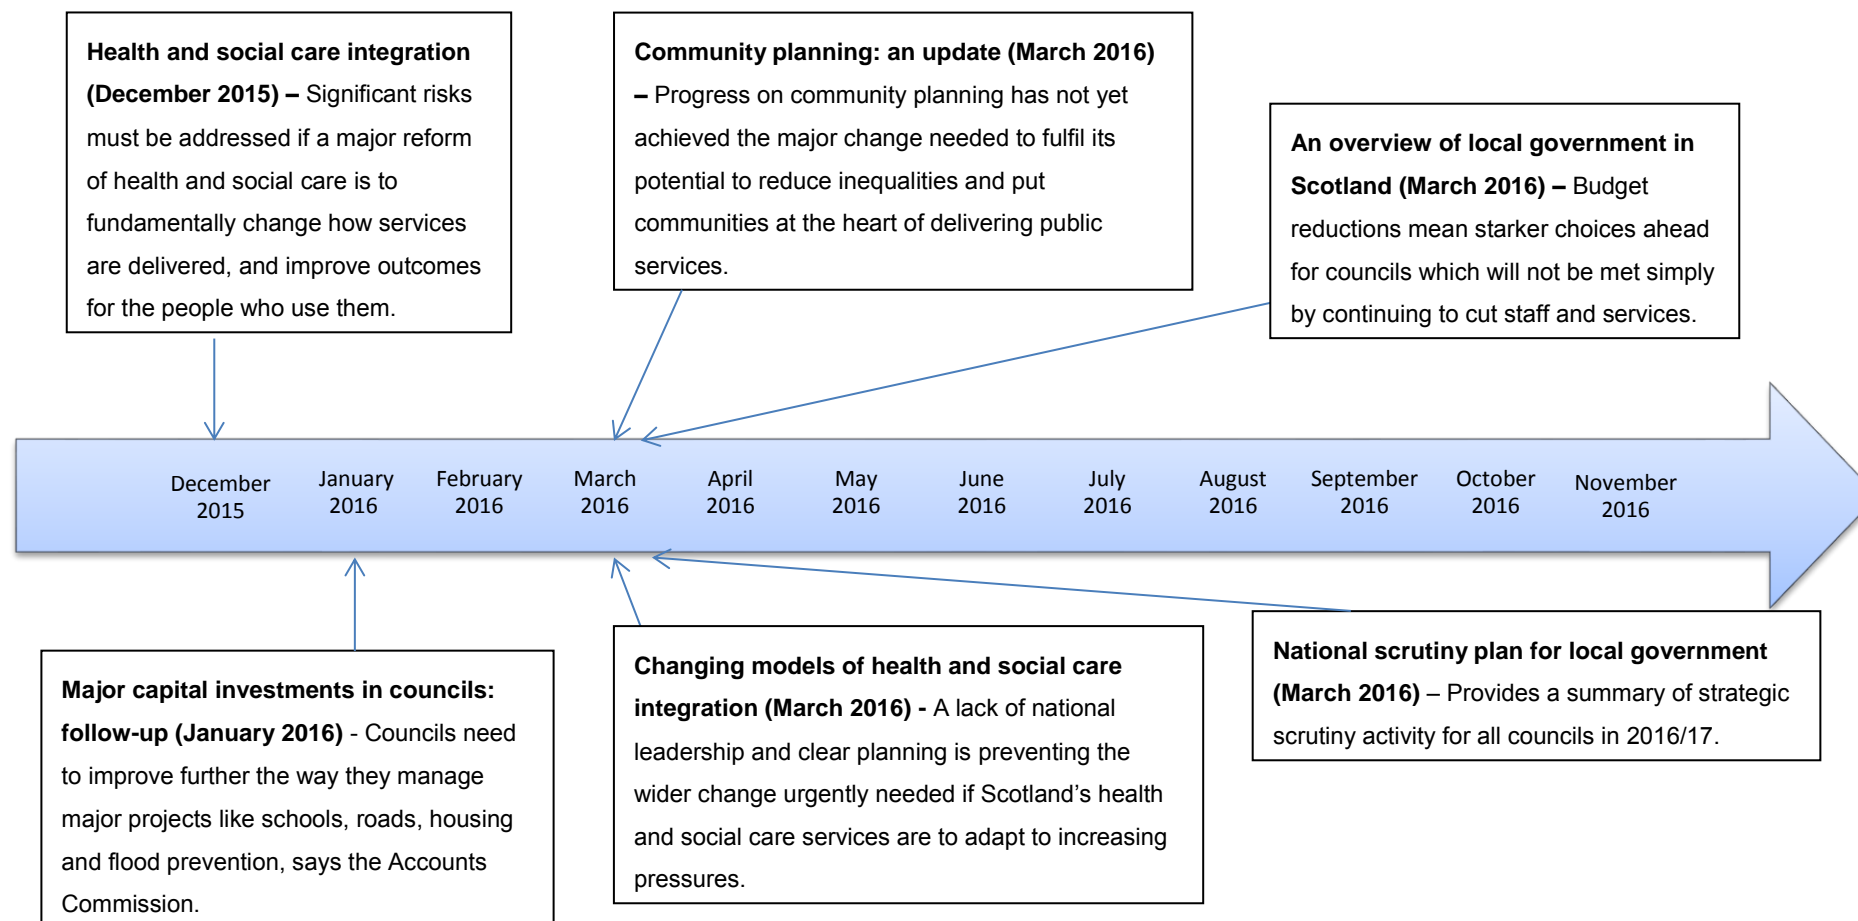 Health and social care integration
(December 2015) – Significant risks
must be addressed if a major reform
of health and social care is to
fundamentally change how services
are delivered, and improve outcomes
for the people who use them.
Community planning: an update (March 2016)
– Progress on community planning has not yet
achieved the major change needed to fulfil its
potential to reduce inequalities and put
communities at the heart of delivering public
services.
An overview of local government in
Scotland (March 2016) – Budget
reductions mean starker choices ahead
for councils which will not be met simply
by continuing to cut staff and services.
December
2015
January
2016
February
2016
March
2016
April
2016
May
2016
June
2016
July
2016
August
2016
September
2016
October
2016
November
2016
Major capital investments in councils:
follow-up (January 2016) - Councils need
to improve further the way they manage
major projects like schools, roads, housing
and flood prevention, says the Accounts
Commission.
Changing models of health and social care
integration (March 2016) - A lack of national
leadership and clear planning is preventing the
wider change urgently needed if Scotland’s health
and social care services are to adapt to increasing
pressures.
National scrutiny plan for local government
(March 2016) – Provides a summary of strategic
scrutiny activity for all councils in 2016/17.